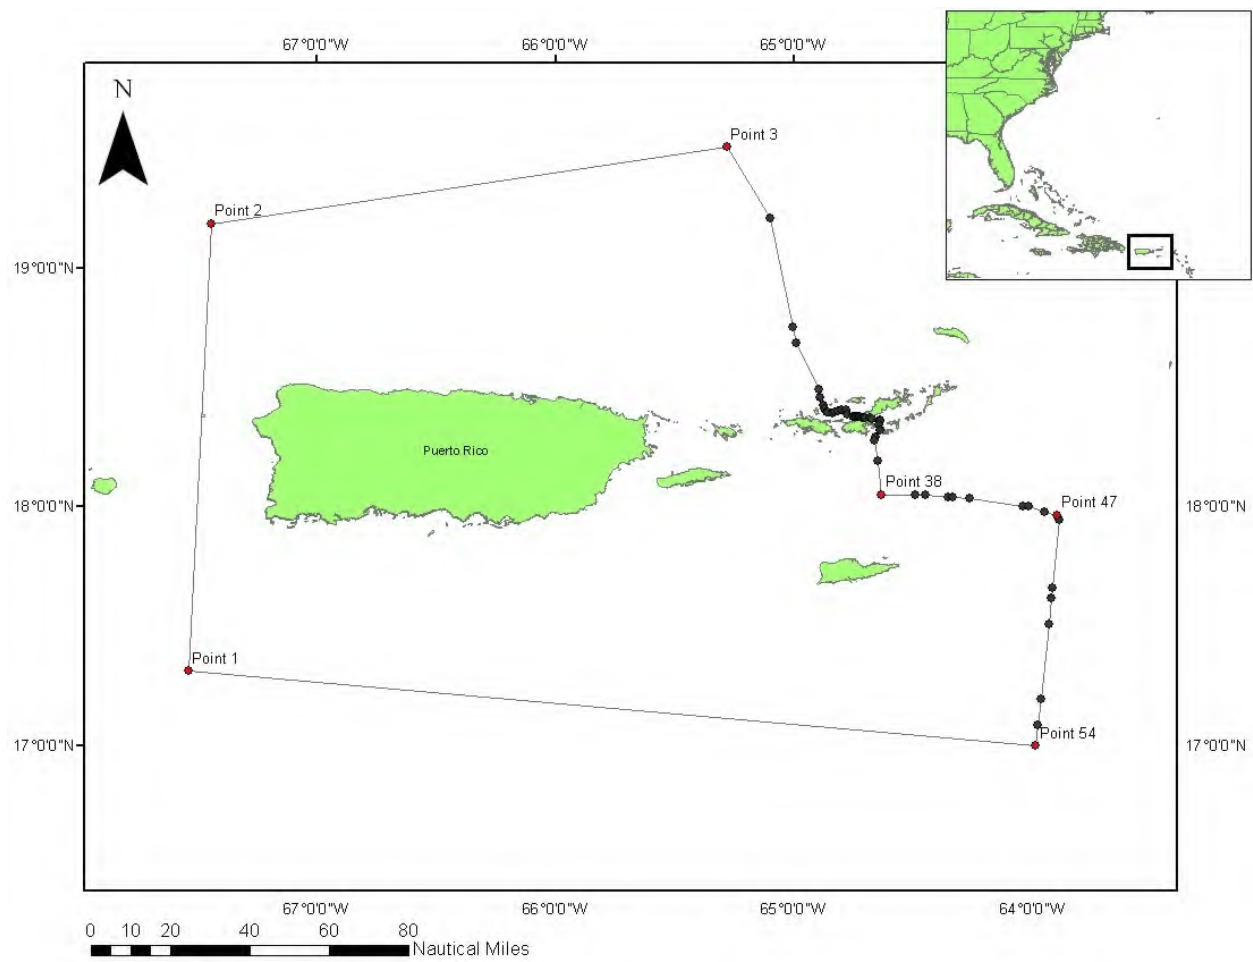 67°0'0"W 66°0'0"W 65°0'0"W
N
Point 3
Point 2
19°0'0"N
Puerto Rico
Point 38
Point 47
18°0'0"N 18°0'0"N
Point 1
Point 54
17°0'0"N 17°0'0"N
67°0'0"W 66°0'0"W 65°0'0"W 64°0'0"W
0 10 20 40 60 80
Nautical Miles